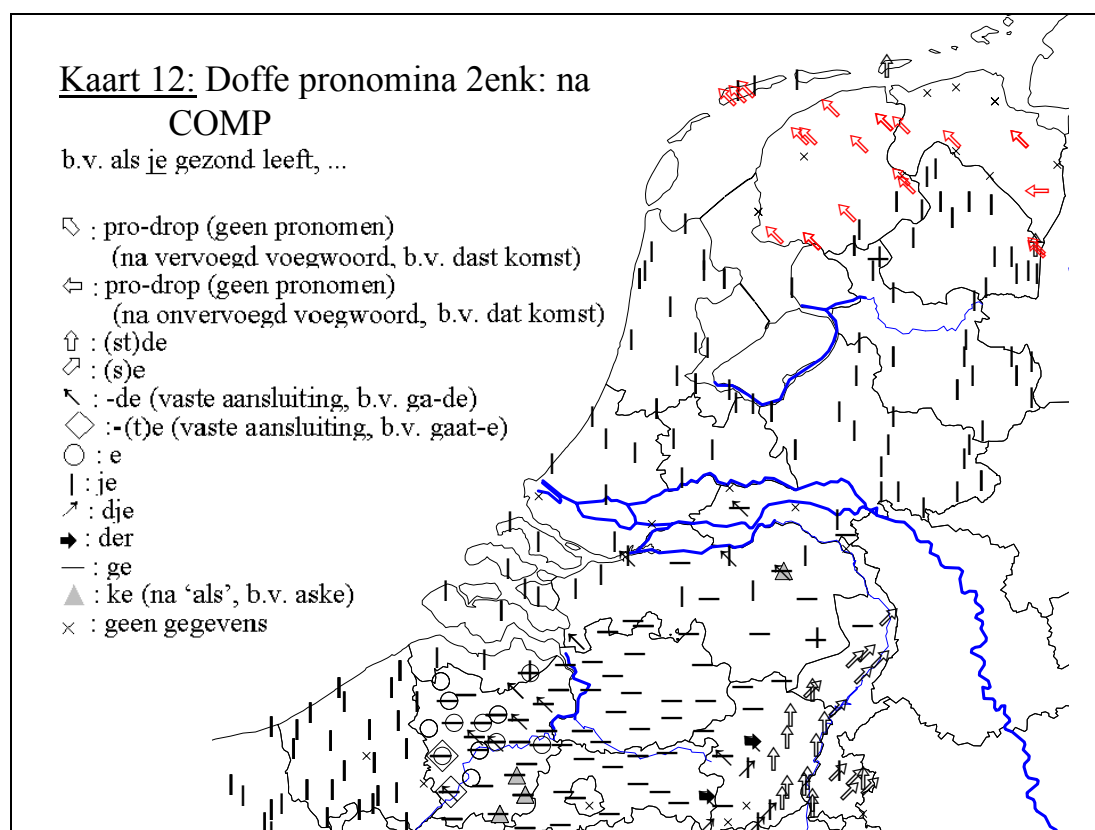 Kaart 12: Doffe pronomina 2enk: na
COMP
b.v. als je gezond leeft, ...
: pro-drop (geen pronomen)
(na vervoegd voegwoord, b.v. dast komst)
: pro-drop (geen pronomen)
(na onvervoegd voegwoord, b.v. dat komst)
: (st)de
: (s)e
: -de (vaste aansluiting, b.v. ga-de)
:-(t)e (vaste aansluiting, b.v. gaat-e)
: e
: je
: dje
: der
: ge
: ke (na ‘als’, b.v. aske)
: geen gegevens